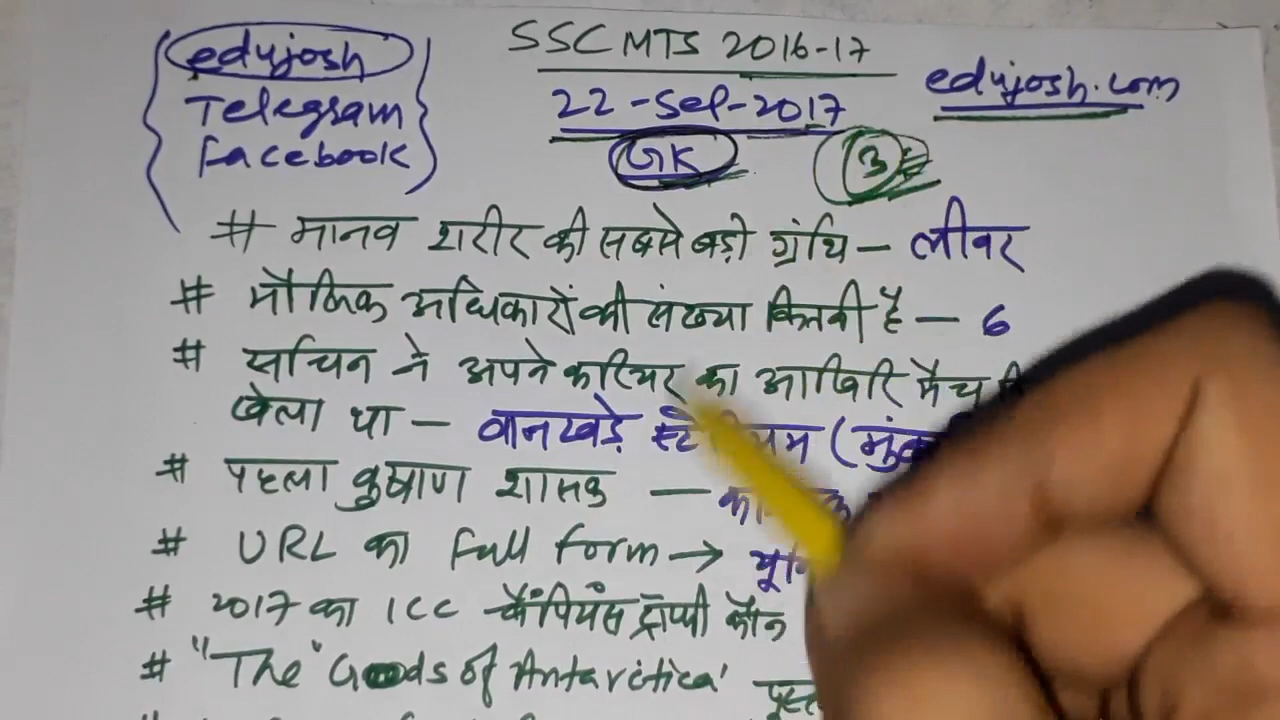 edujosh
Telegram
Facebook
SSC MTS 2016-17
22-Sep-2017
GK
3
edujosh.com
# मानव शरीर की सबसे बड़ी ग्रंथि - लीवर
# मौलिक अधिकारों की संख्या कितनी है - 6
# सचिन ने अपने करियर का आखिरि मैच
खेला था - वानखड़े स्टेडियम (मुंब
# पहला कुषाण शासक -
# URL का Full form → यूनि
# 2017 का ICC चैंपियंस ट्रॉफी कौन
# "The" Goods of Antarctica'